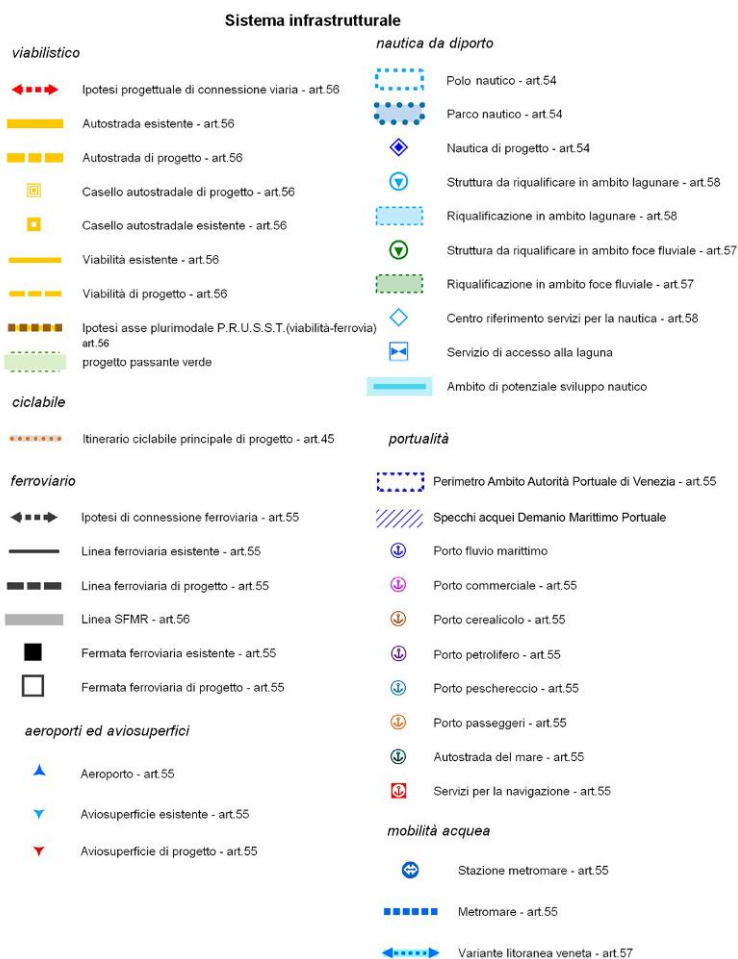 Sistema infrastrutturale
viabilistico
Ipotesi progettuale di connessione viaria - art.56
Autostrada esistente - art.56
Autostrada di progetto - art.56
Casello autostradale di progetto - art.56
Casello autostradale esistente - art.56
Viabilità esistente - art.56
Viabilità di progetto - art.56
Ipotesi asse plurimodale P.R.U.S.S.T.(viabilità-ferrovia)
art.56
progetto passante verde
ciclabile
Itinerario ciclabile principale di progetto - art.45
ferroviario
Ipotesi di connessione ferroviaria - art.55
Linea ferroviaria esistente - art.55
Linea ferroviaria di progetto - art.55
Linea SFMR - art.56
Fermata ferroviaria esistente - art.55
Fermata ferroviaria di progetto - art.55
aeroporti ed aviosuperfici
Aeroporto - art.55
Aviosuperficie esistente - art.55
Aviosuperficie di progetto - art.55
nautica da diporto
Polo nautico - art.54
Parco nautico - art.54
Nautica di progetto - art.54
Struttura da riqualificare in ambito lagunare - art.58
Riqualificazione in ambito lagunare - art.58
Struttura da riqualificare in ambito foce fluviale - art.57
Riqualificazione in ambito foce fluviale - art.57
Centro riferimento servizi per la nautica - art.58
Servizio di accesso alla laguna
Ambito di potenziale sviluppo nautico
portualità
Perimetro Ambito Autorità Portuale di Venezia - art.55
Specchi acquei Demanio Marittimo Portuale
Porto fluvio marittimo
Porto commerciale - art.55
Porto cerealicolo - art.55
Porto petrolifero - art.55
Porto peschereccio - art.55
Porto passeggeri - art.55
Autostrada del mare - art.55
Servizi per la navigazione - art.55
mobilità acquea
Stazione metromare - art.55
Metromare - art.55
Variante litoranea veneta - art.57